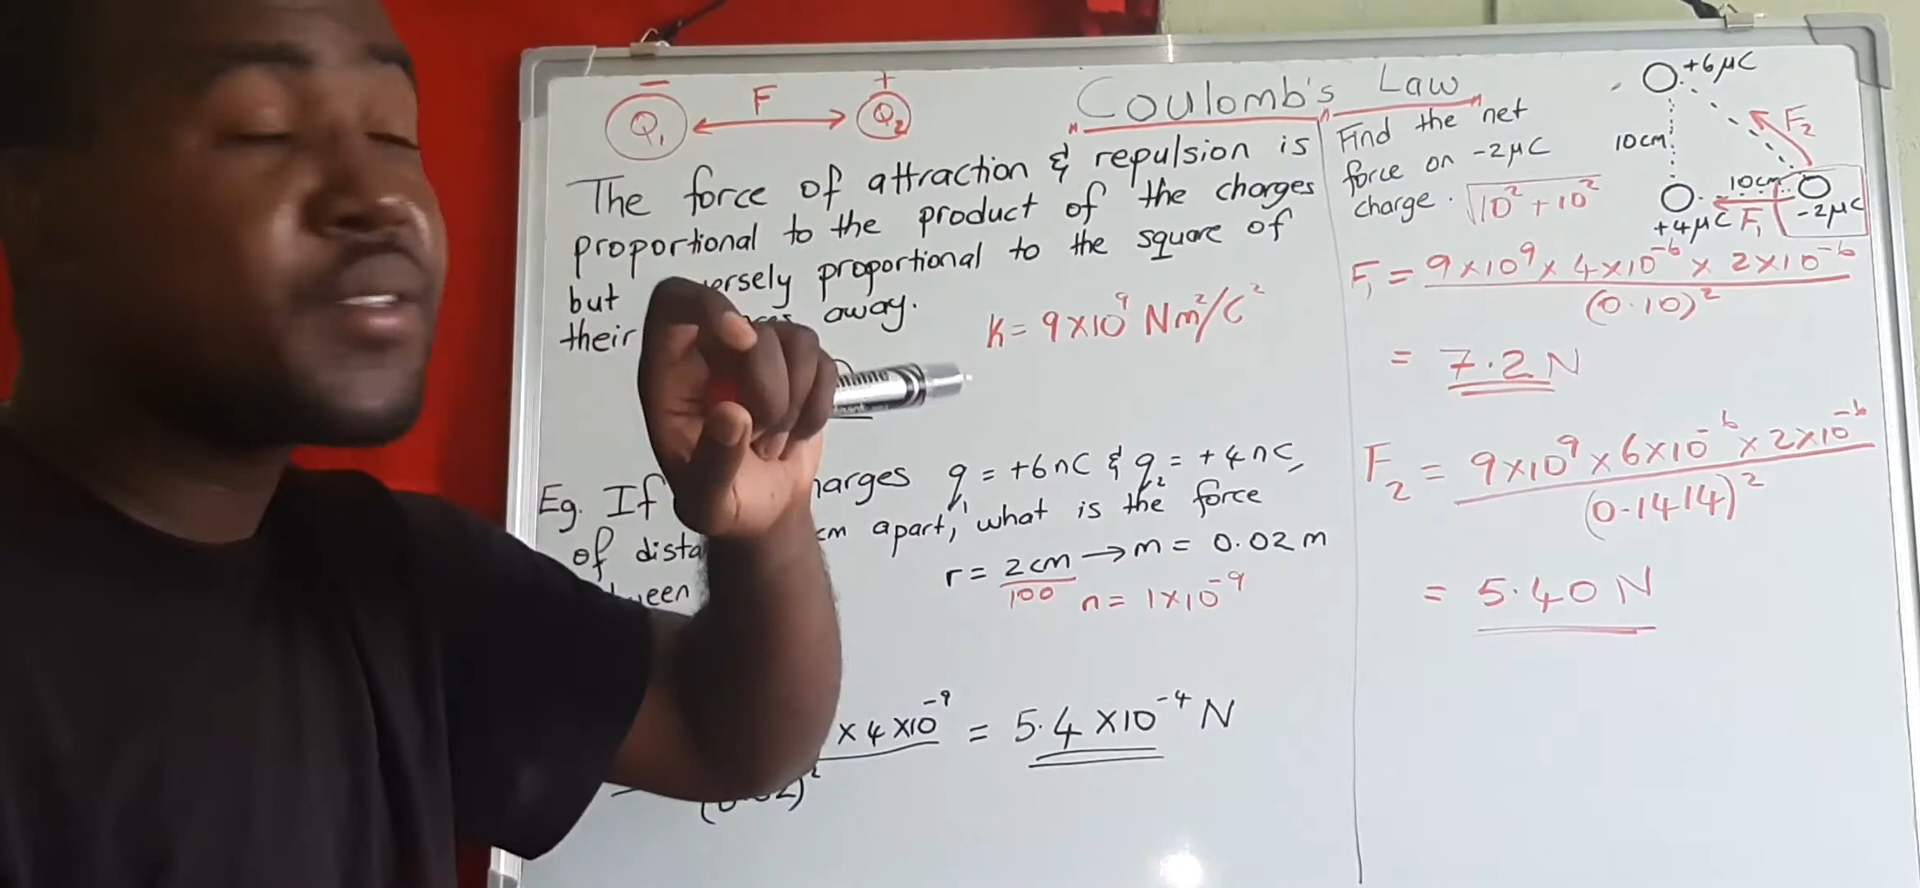 − +
Q₁ F Q₂
Coulomb's Law
The force of attraction & repulsion is
proportional to the product of the charges
but ersely proportional to the square of
their away.
K = 9×10⁹ Nm²/C²
Eg. If harges q₁ = +6nC & q₂ = +4nC,
of dista cm apart, what is the force
ween r = 2cm/100 → m = 0.02m
n = 1×10⁻⁹
× 4×10⁻⁹ = 5.4×10⁻⁴ N
Find the net
force on -2μC
charge. √10² + 10²
+6μC
F₂
10cm
10cm
+4μC F₁ -2μC
F₁ = 9×10⁹ × 4×10⁻⁶ × 2×10⁻⁶
(0.10)²
= 7.2N
F₂ = 9×10⁹ × 6×10⁻⁶ × 2×10⁻⁶
(0.1414)²
= 5.40 N